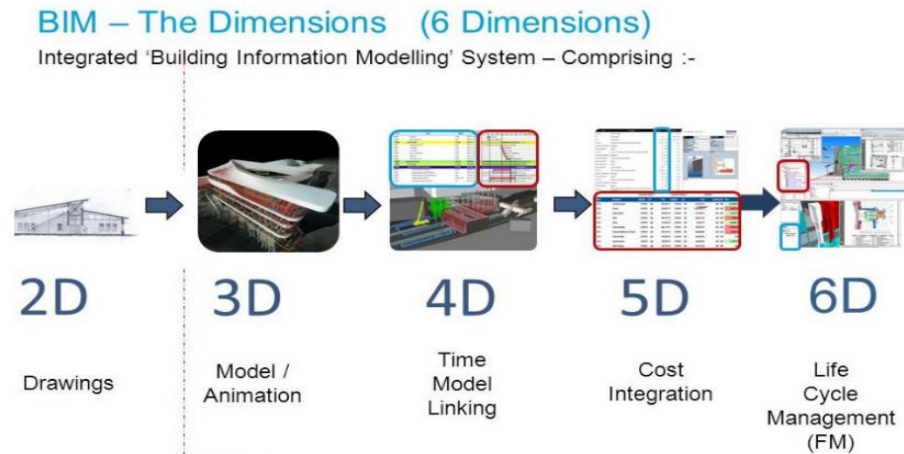 BIM – The Dimensions (6 Dimensions)
Integrated ‘Building Information Modelling’ System – Comprising :-
2D
3D
4D
5D
6D
Drawings
Model /
Animation
Time
Model
Linking
Cost
Integration
Life
Cycle
Management
(FM)